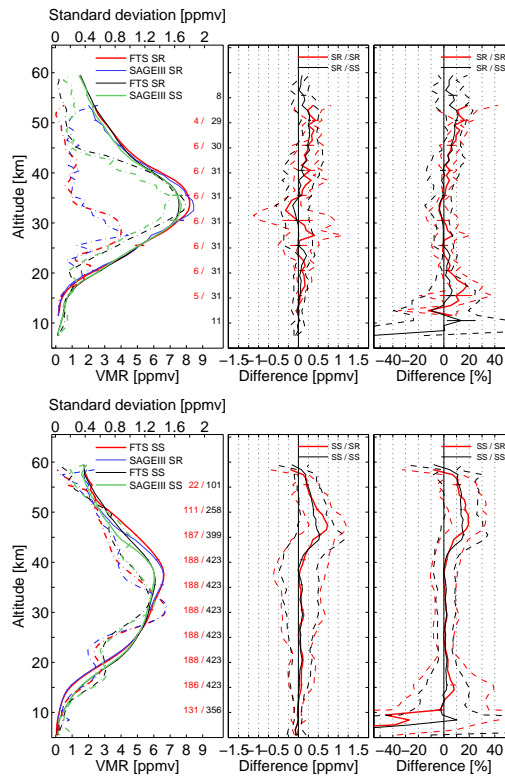 Standard deviation [ppmv]
0 0.4 0.8 1.2 1.6 2
FTS SR
SAGEIII SR
FTS SR
SAGEIII SS
SR / SR
SR / SS
SR / SR
SR / SS
60
50
40
30
20
10
Altitude [km]
8
4 / 29
6 / 30
6 / 31
6 / 31
6 / 31
6 / 31
6 / 31
5 / 31
11
0 1 2 3 4 5 6 7 8 9
VMR [ppmv]
−1.5 −1 −0.5 0 0.5 1 1.5
Difference [ppmv]
−40 −20 0 20 40
Difference [%]
Standard deviation [ppmv]
0 0.4 0.8 1.2 1.6 2
FTS SS
SAGEIII SR
FTS SS
SAGEIII SS
SS / SR
SS / SS
SS / SR
SS / SS
60
50
40
30
20
10
Altitude [km]
22 / 101
111 / 258
187 / 399
188 / 423
188 / 423
188 / 423
188 / 423
188 / 423
186 / 423
131 / 356
0 1 2 3 4 5 6 7 8 9
VMR [ppmv]
−1.5 −1 −0.5 0 0.5 1 1.5
Difference [ppmv]
−40 −20 0 20 40
Difference [%]